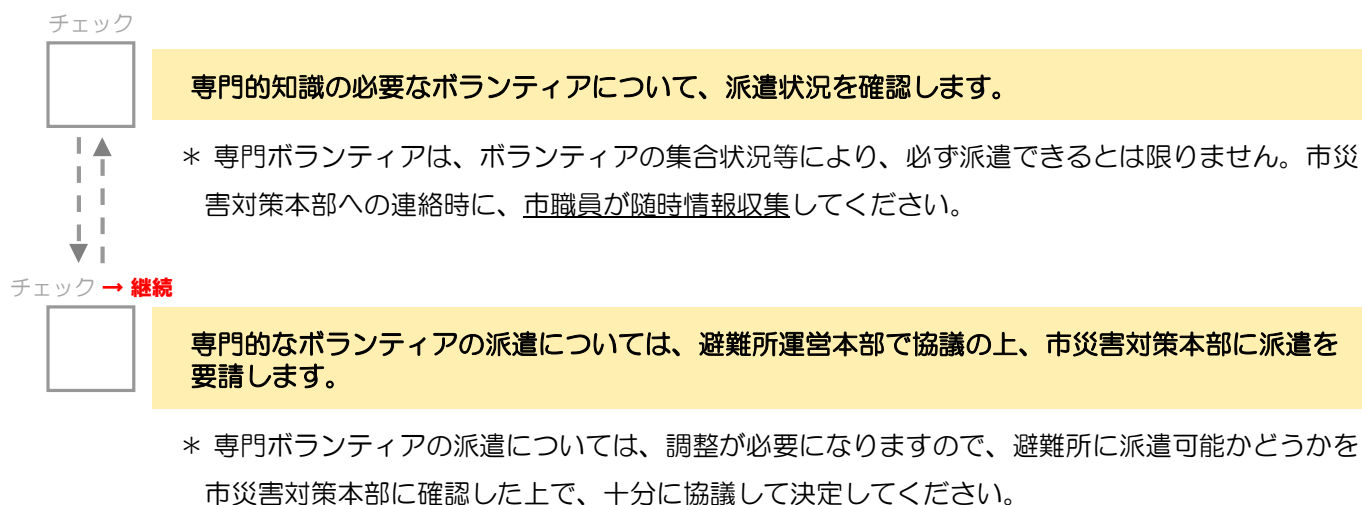 チェック
専門的知識の必要なボランティアについて、派遣状況を確認します。
＊ 専門ボランティアは、ボランティアの集合状況等により、必ず派遣できるとは限りません。市災
害対策本部への連絡時に、市職員が随時情報収集してください。
チェック → 継続
専門的なボランティアの派遣については、避難所運営本部で協議の上、市災害対策本部に派遣を
要請します。
＊ 専門ボランティアの派遣については、調整が必要になりますので、避難所に派遣可能かどうかを
市災害対策本部に確認した上で、十分に協議して決定してください。